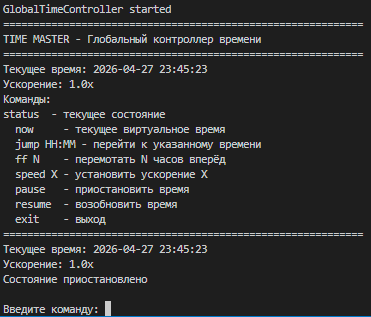 GlobalTimeController started
============================================================
TIME MASTER - Глобальный контроллер времени
============================================================
Текущее время: 2026-04-27 23:45:23
Ускорение: 1.0x
Команды:
status  - текущее состояние
  now     - текущее виртуальное время
  jump HH:MM - перейти к указанному времени
  ff N    - перемотать N часов вперёд
  speed X - установить ускорение X
  pause   - приостановить время
  resume  - возобновить время
  exit    - выход
============================================================
Текущее время: 2026-04-27 23:45:23
Ускорение: 1.0x
Состояние приостановлено

Введите команду: